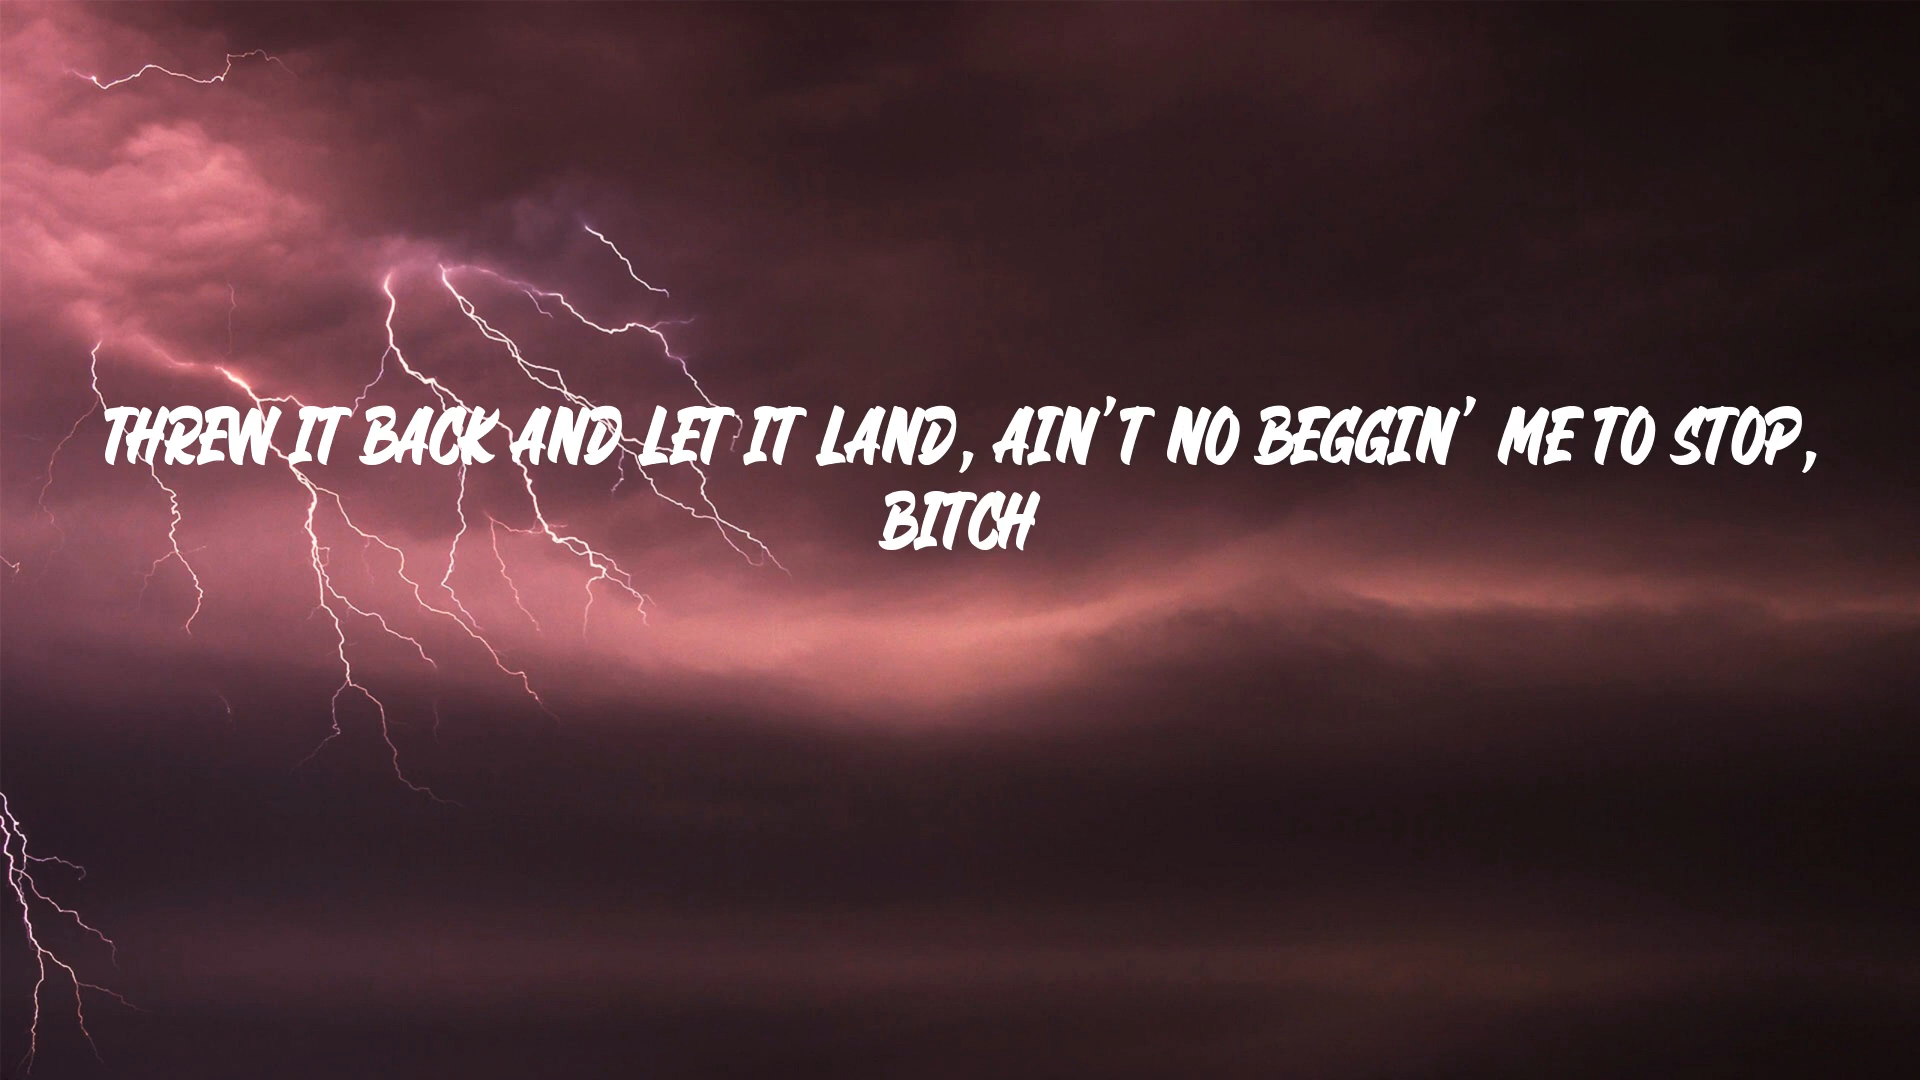 THREW IT BACK AND LET IT LAND, AIN'T NO BEGGIN' ME TO STOP,
BITCH